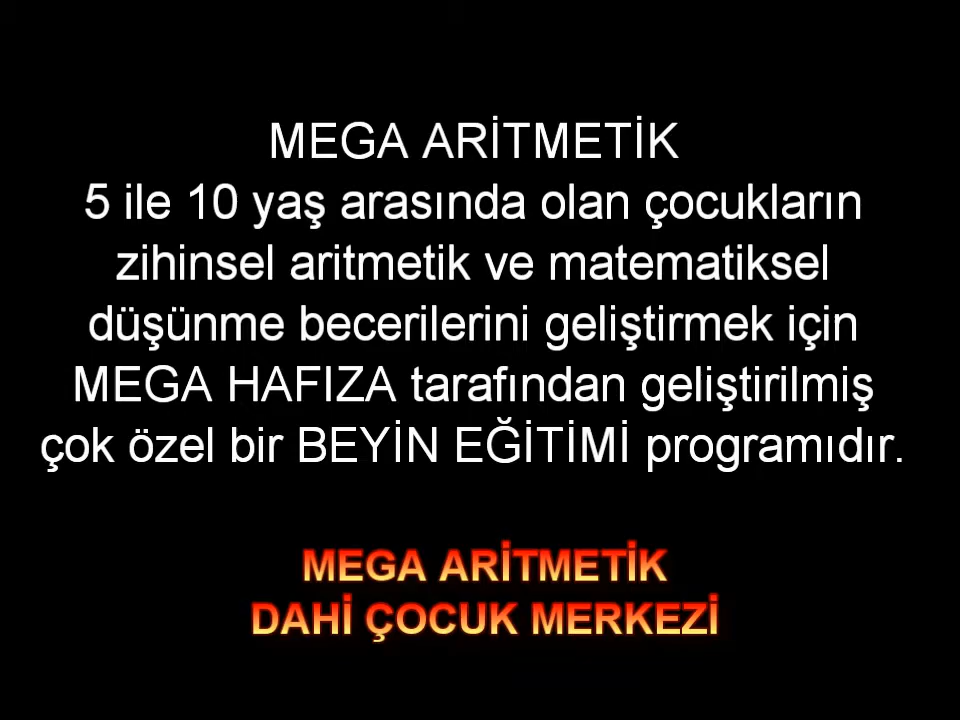 MEGA ARİTMETİK
5 ile 10 yaş arasında olan çocukların
zihinsel aritmetik ve matematiksel
düşünme becerilerini geliştirmek için
MEGA HAFIZA tarafından geliştirilmiş
çok özel bir BEYİN EĞİTİMİ programıdır.
MEGA ARİTMETİK
DAHİ ÇOCUK MERKEZİ